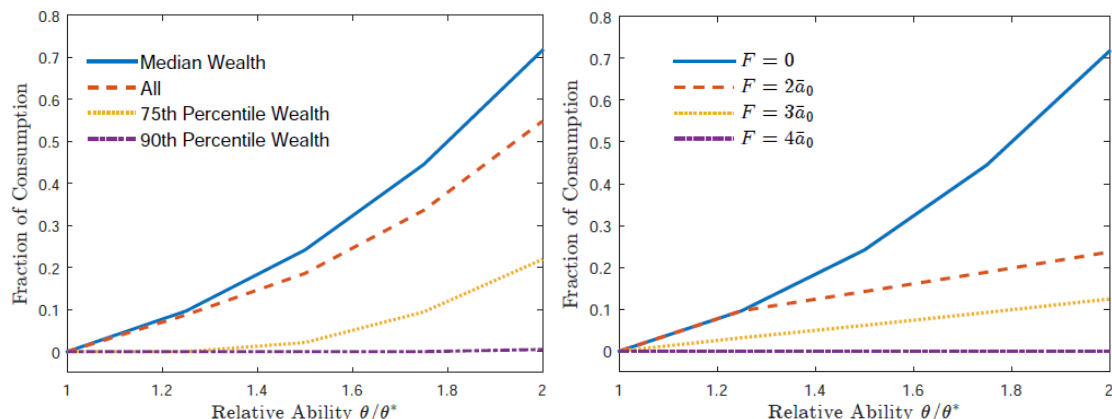 0.8
0.7
0.6
0.5
0.4
0.3
0.2
0.1
0
Fraction of Consumption
Median Wealth
All
75th Percentile Wealth
90th Percentile Wealth
1
1.2
1.4
1.6
1.8
2
Relative Ability θ/θ*
0.8
0.7
0.6
0.5
0.4
0.3
0.2
0.1
0
Fraction of Consumption
F = 0
F = 2ā₀
F = 3ā₀
F = 4ā₀
1
1.2
1.4
1.6
1.8
2
Relative Ability θ/θ*